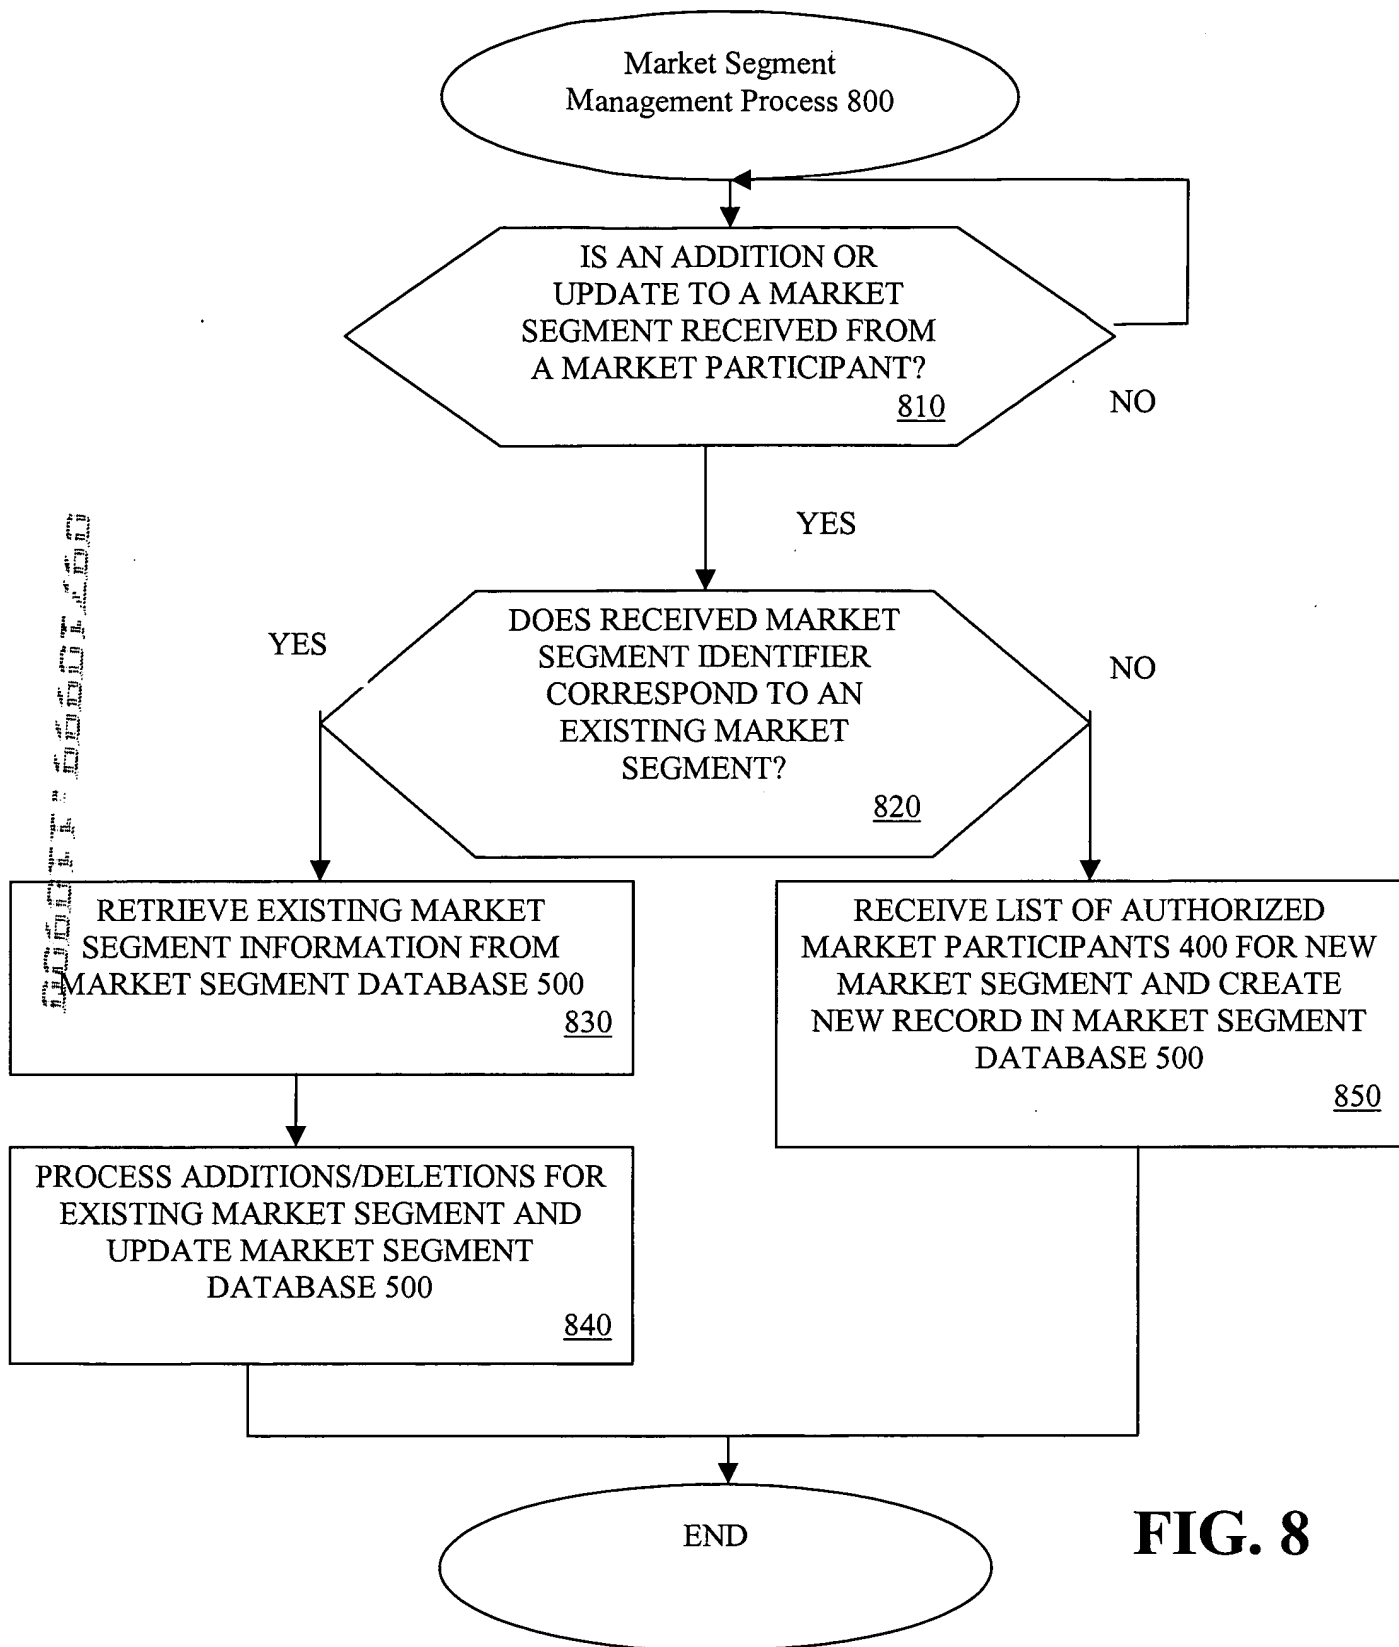 Market Segment
Management Process 800
IS AN ADDITION OR
UPDATE TO A MARKET
SEGMENT RECEIVED FROM
A MARKET PARTICIPANT?
810
NO
YES
YES
DOES RECEIVED MARKET
SEGMENT IDENTIFIER
CORRESPOND TO AN
EXISTING MARKET
SEGMENT?
820
NO
RETRIEVE EXISTING MARKET
SEGMENT INFORMATION FROM
MARKET SEGMENT DATABASE 500
830
RECEIVE LIST OF AUTHORIZED
MARKET PARTICIPANTS 400 FOR NEW
MARKET SEGMENT AND CREATE
NEW RECORD IN MARKET SEGMENT
DATABASE 500
850
PROCESS ADDITIONS/DELETIONS FOR
EXISTING MARKET SEGMENT AND
UPDATE MARKET SEGMENT
DATABASE 500
840
END
FIG. 8